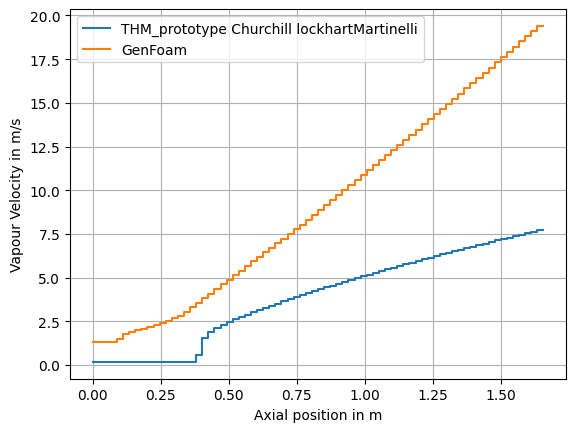 THM_prototype Churchill lockhartMartinelli
GenFoam
20.0
17.5
15.0
12.5
10.0
7.5
5.0
2.5
0.0
Vapour Velocity in m/s
0.00 0.25 0.50 0.75 1.00 1.25 1.50
Axial position in m